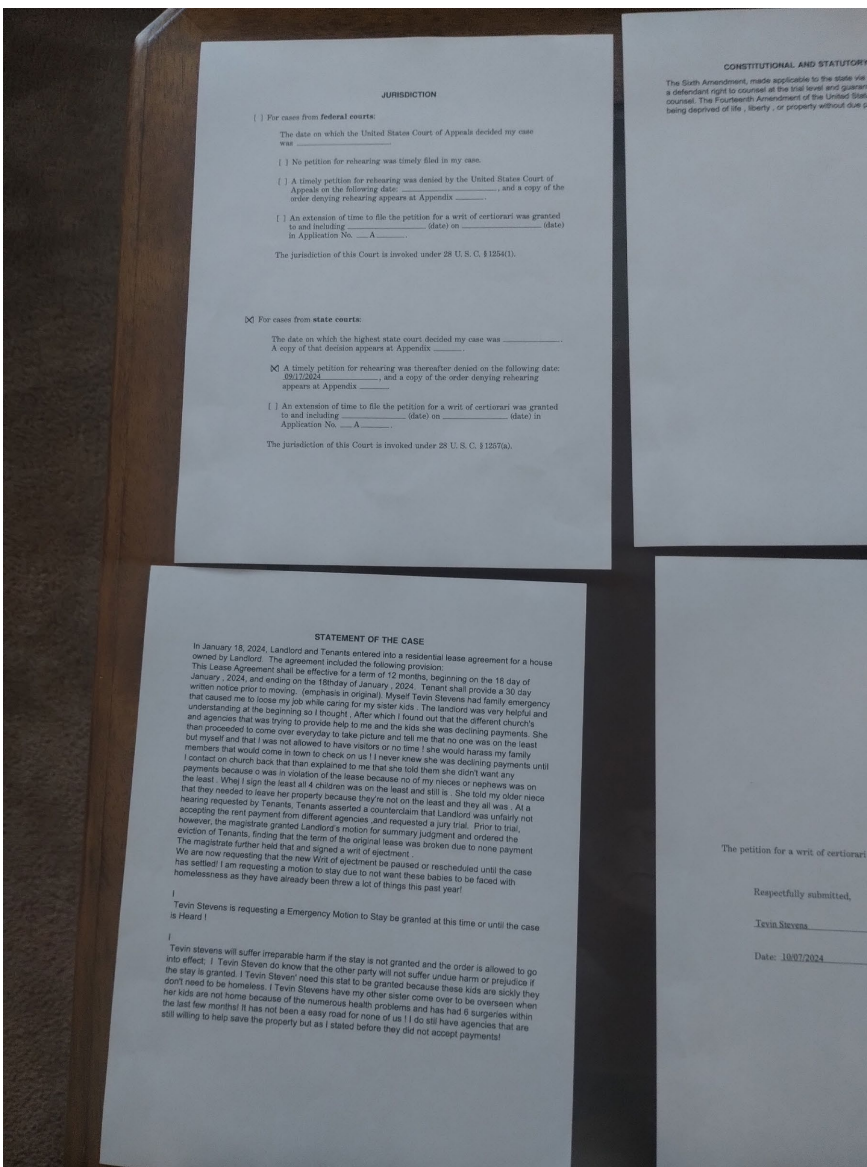 JURISDICTION
[ ] For cases from federal courts:
The date on which the United States Court of Appeals decided my case
was ____________.
[ ] No petition for rehearing was timely filed in my case.
[ ] A timely petition for rehearing was denied by the United States Court of
Appeals on the following date: ____________, and a copy of the
order denying rehearing appears at Appendix ____.
[ ] An extension of time to file the petition for a writ of certiorari was granted
to and including ____________ (date) on ____________ (date)
in Application No. __A____.
The jurisdiction of this Court is invoked under 28 U. S. C. § 1254(1).
[X] For cases from state courts:
The date on which the highest state court decided my case was ________.
A copy of that decision appears at Appendix ____.
[X] A timely petition for rehearing was thereafter denied on the following date:
09/17/2024, and a copy of the order denying rehearing
appears at Appendix ____.
[ ] An extension of time to file the petition for a writ of certiorari was granted
to and including ____________ (date) on ____________ (date) in
Application No. __A____.
The jurisdiction of this Court is invoked under 28 U. S. C. § 1257(a).
CONSTITUTIONAL AND STATUTORY
The Sixth Amendment, made applicable to the state via
a defendant right to counsel at the trial level and
counsel. The Fourteenth Amendment of the United
being deprived of life , liberty , or property without due
STATEMENT OF THE CASE
In January 18, 2024, Landlord and Tenants entered into a residential lease agreement for a house
owned by Landlord. The agreement included the following provision:
This Lease Agreement shall be effective for a term of 12 months, beginning on the 18 day of
January , 2024, and ending on the 18thday of January , 2024. Tenant shall provide a 30 day
written notice prior to moving. (emphasis in original). Myself Tevin Stevens had family emergency
that caused me to loose my job while caring for my sister kids . The landlord was very helpful and
understanding at the beginning so I thought , After which I found out that the different church's
and agencies that was trying to provide help to me and the kids she was declining payments. She
than proceeded to come over everyday to take picture and tell me that no one was on the least
but myself and that I was not allowed to have visitors or no time ! she would harass my family
members that would come in town to check on us ! I never knew she was declining payments until
I contact on church back that than explained to me that she told them she didn't want any
payments because o was in violation of the lease because no of my nieces or nephews was on
the least . Whej I sign the least all 4 children was on the least and still is . She told my older niece
that they needed to leave her property because they're not on the least and they all was . At a
hearing requested by Tenants, Tenants asserted a counterclaim that Landlord was unfairly not
accepting the rent payment from different agencies ,and requested a jury trial. Prior to trial,
however, the magistrate granted Landlord's motion for summary judgment and ordered the
eviction of Tenants, finding that the term of the original lease was broken due to none payment
The magistrate further held that and signed a writ of ejectment .
We are now requesting that the new Writ of ejectment be paused or rescheduled until the case
has settled! I am requesting a motion to stay due to not want these babies to be faced with
homelessness as they have already been threw a lot of things this past year!
I
Tevin Stevens is requesting a Emergency Motion to Stay be granted at this time or until the case
is Heard !
I
Tevin stevens will suffer irreparable harm if the stay is not granted and the order is allowed to go
into effect; I Tevin Steven do know that the other party will not suffer undue harm or prejudice if
the stay is granted. I Tevin Steven' need this stat to be granted because these kids are sickly they
don't need to be homeless. I Tevin Stevens have my other sister come over to be overseen when
her kids are not home because of the numerous health problems and has had 6 surgeries within
the last few months! It has not been a easy road for none of us ! I do still have agencies that are
still willing to help save the property but as I stated before they did not accept payments!
The petition for a writ of certiorari
Respectfully submitted,
Tevin Stevens
Date: 10/07/2024